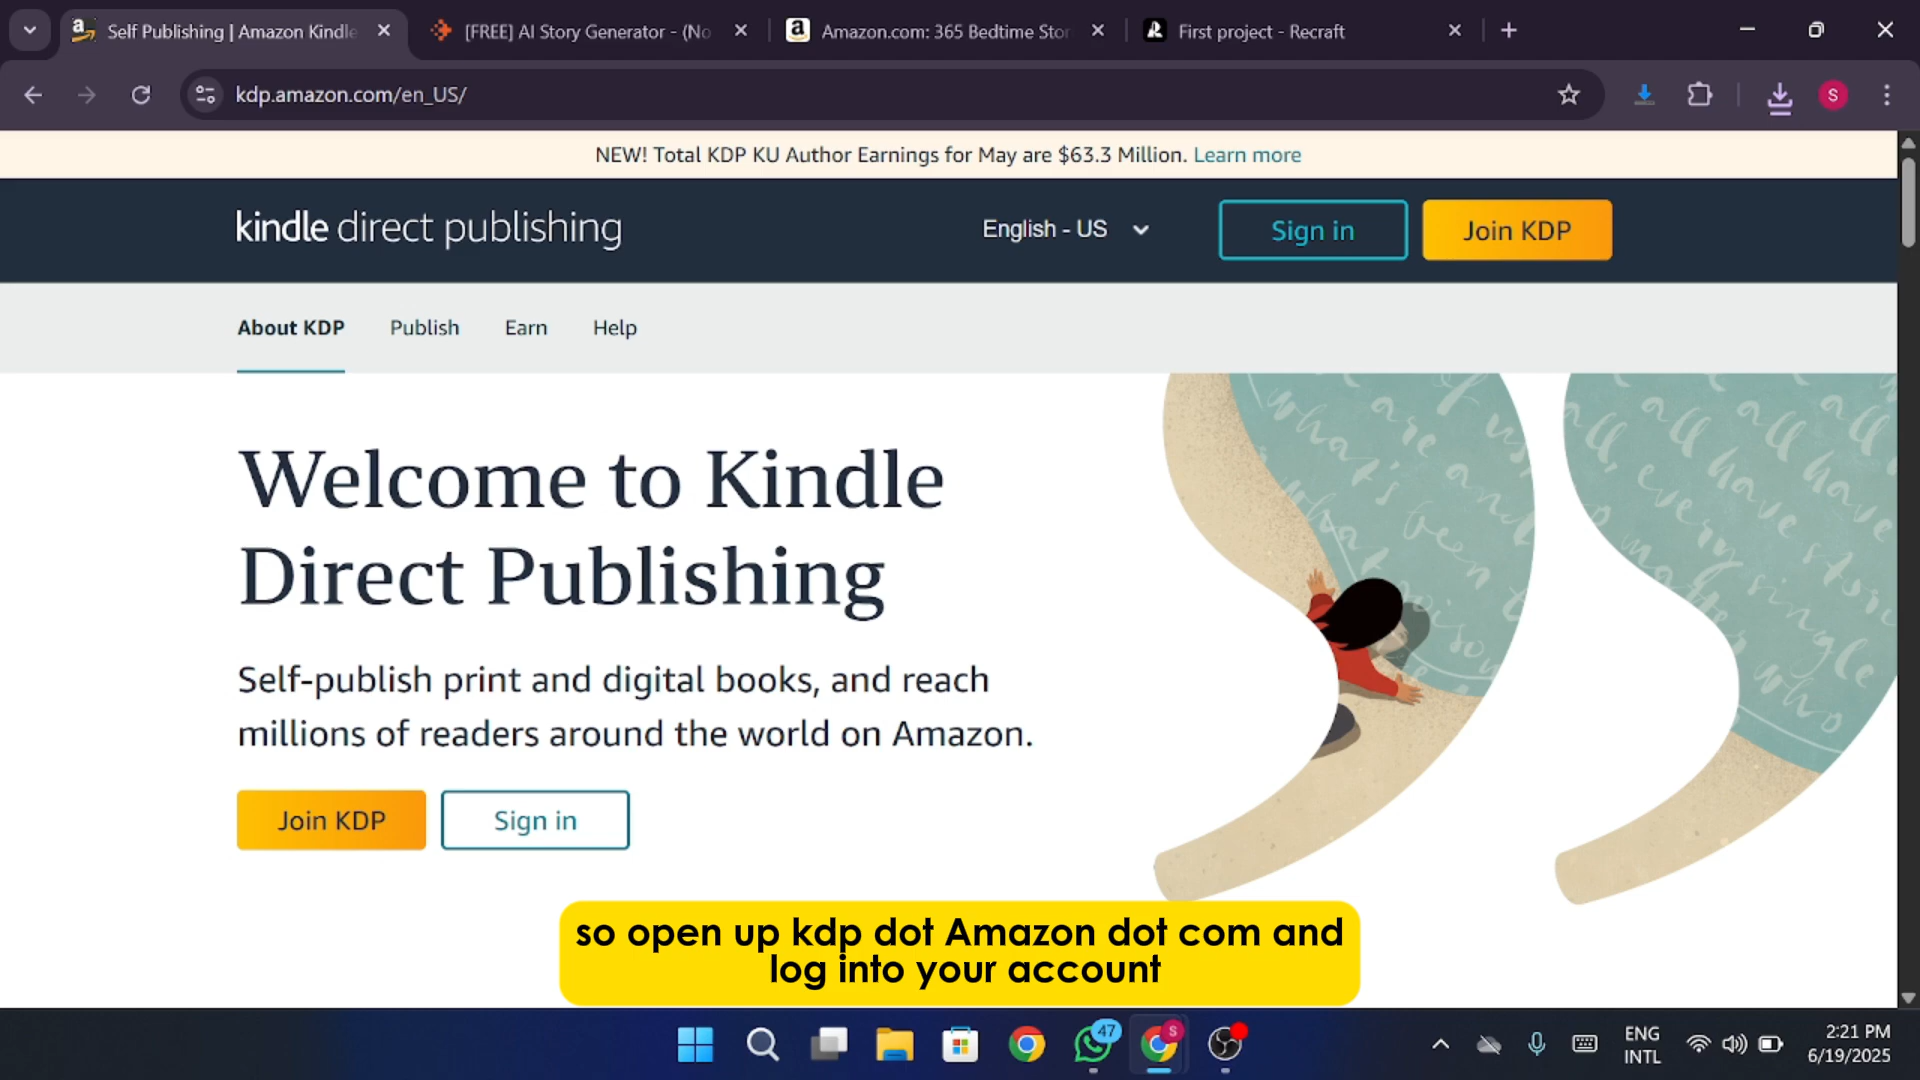 Self Publishing | Amazon Kindle
[FREE] AI Story Generator - (No
Amazon.com: 365 Bedtime Stor
First project - Recraft
kdp.amazon.com/en_US/
S
NEW! Total KDP KU Author Earnings for May are $63.3 Million. Learn more
kindle direct publishing
English - US
Sign in
Join KDP
About KDP
Publish
Earn
Help
Welcome to Kindle
Direct Publishing
Self-publish print and digital books, and reach
millions of readers around the world on Amazon.
Join KDP
Sign in
so open up kdp dot Amazon dot com and
log into your account
47
S
ENG
INTL
2:21 PM
6/19/2025